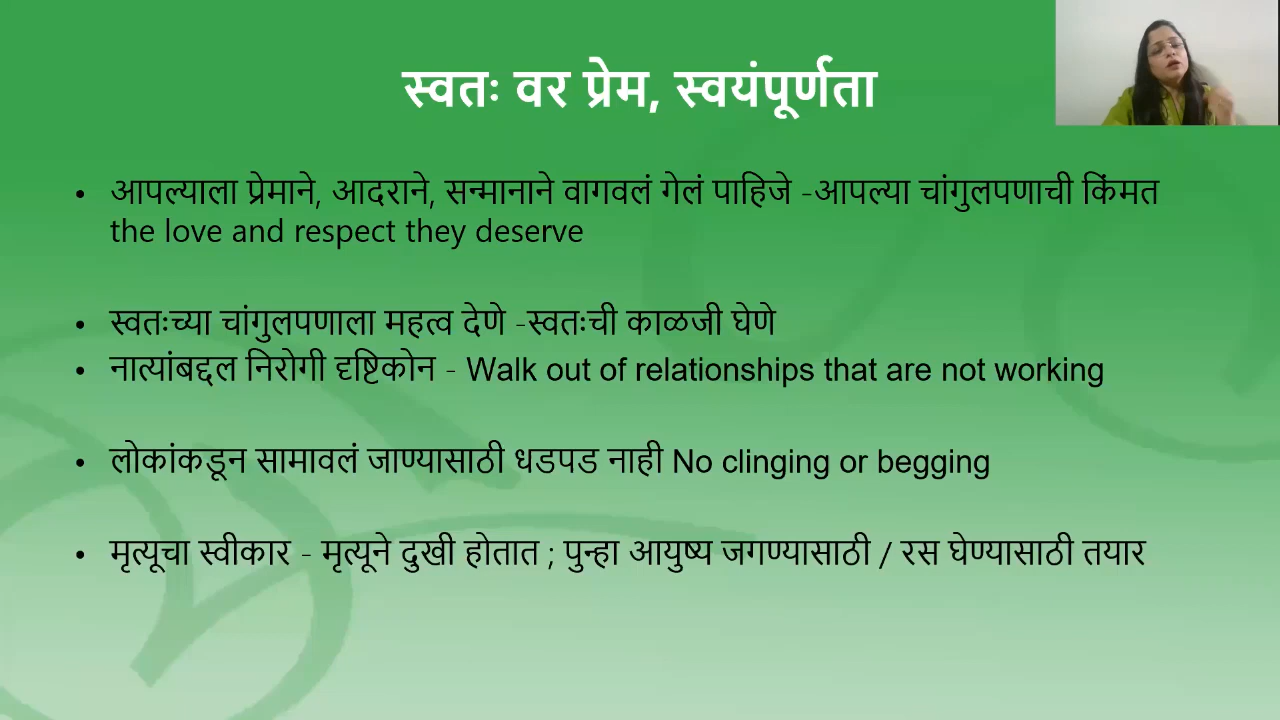 स्वतः वर प्रेम, स्वयंपूर्णता
• आपल्याला प्रेमाने, आदराने, सन्मानाने वागवलं गेलं पाहिजे -आपल्या चांगुलपणाची किंमत
the love and respect they deserve
• स्वतःच्या चांगुलपणाला महत्व देणे -स्वतःची काळजी घेणे
• नात्यांबद्दल निरोगी दृष्टिकोन - Walk out of relationships that are not working
• लोकांकडून सामावलं जाण्यासाठी धडपड नाही No clinging or begging
• मृत्यूचा स्वीकार - मृत्यूने दुखी होतात ; पुन्हा आयुष्य जगण्यासाठी / रस घेण्यासाठी तयार